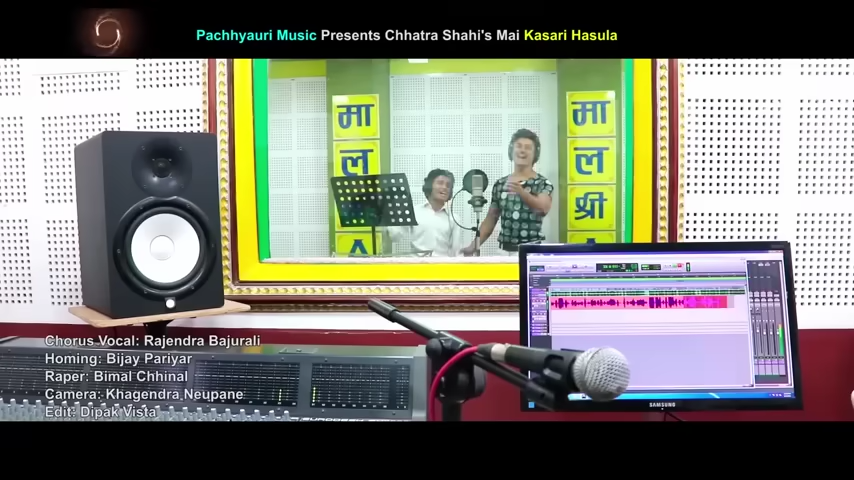 Pachhyauri Music Presents Chhatra Shahi's Mai Kasari Hasula
मा
ल
मा
ल
श्री
Chorus Vocal: Rajendra Bajurali
Homing: Bijay Pariyar
Raper: Bimal Chhinal
Camera: Khagendra Neupane
Edit: Dipak Vista
SAMSUNG